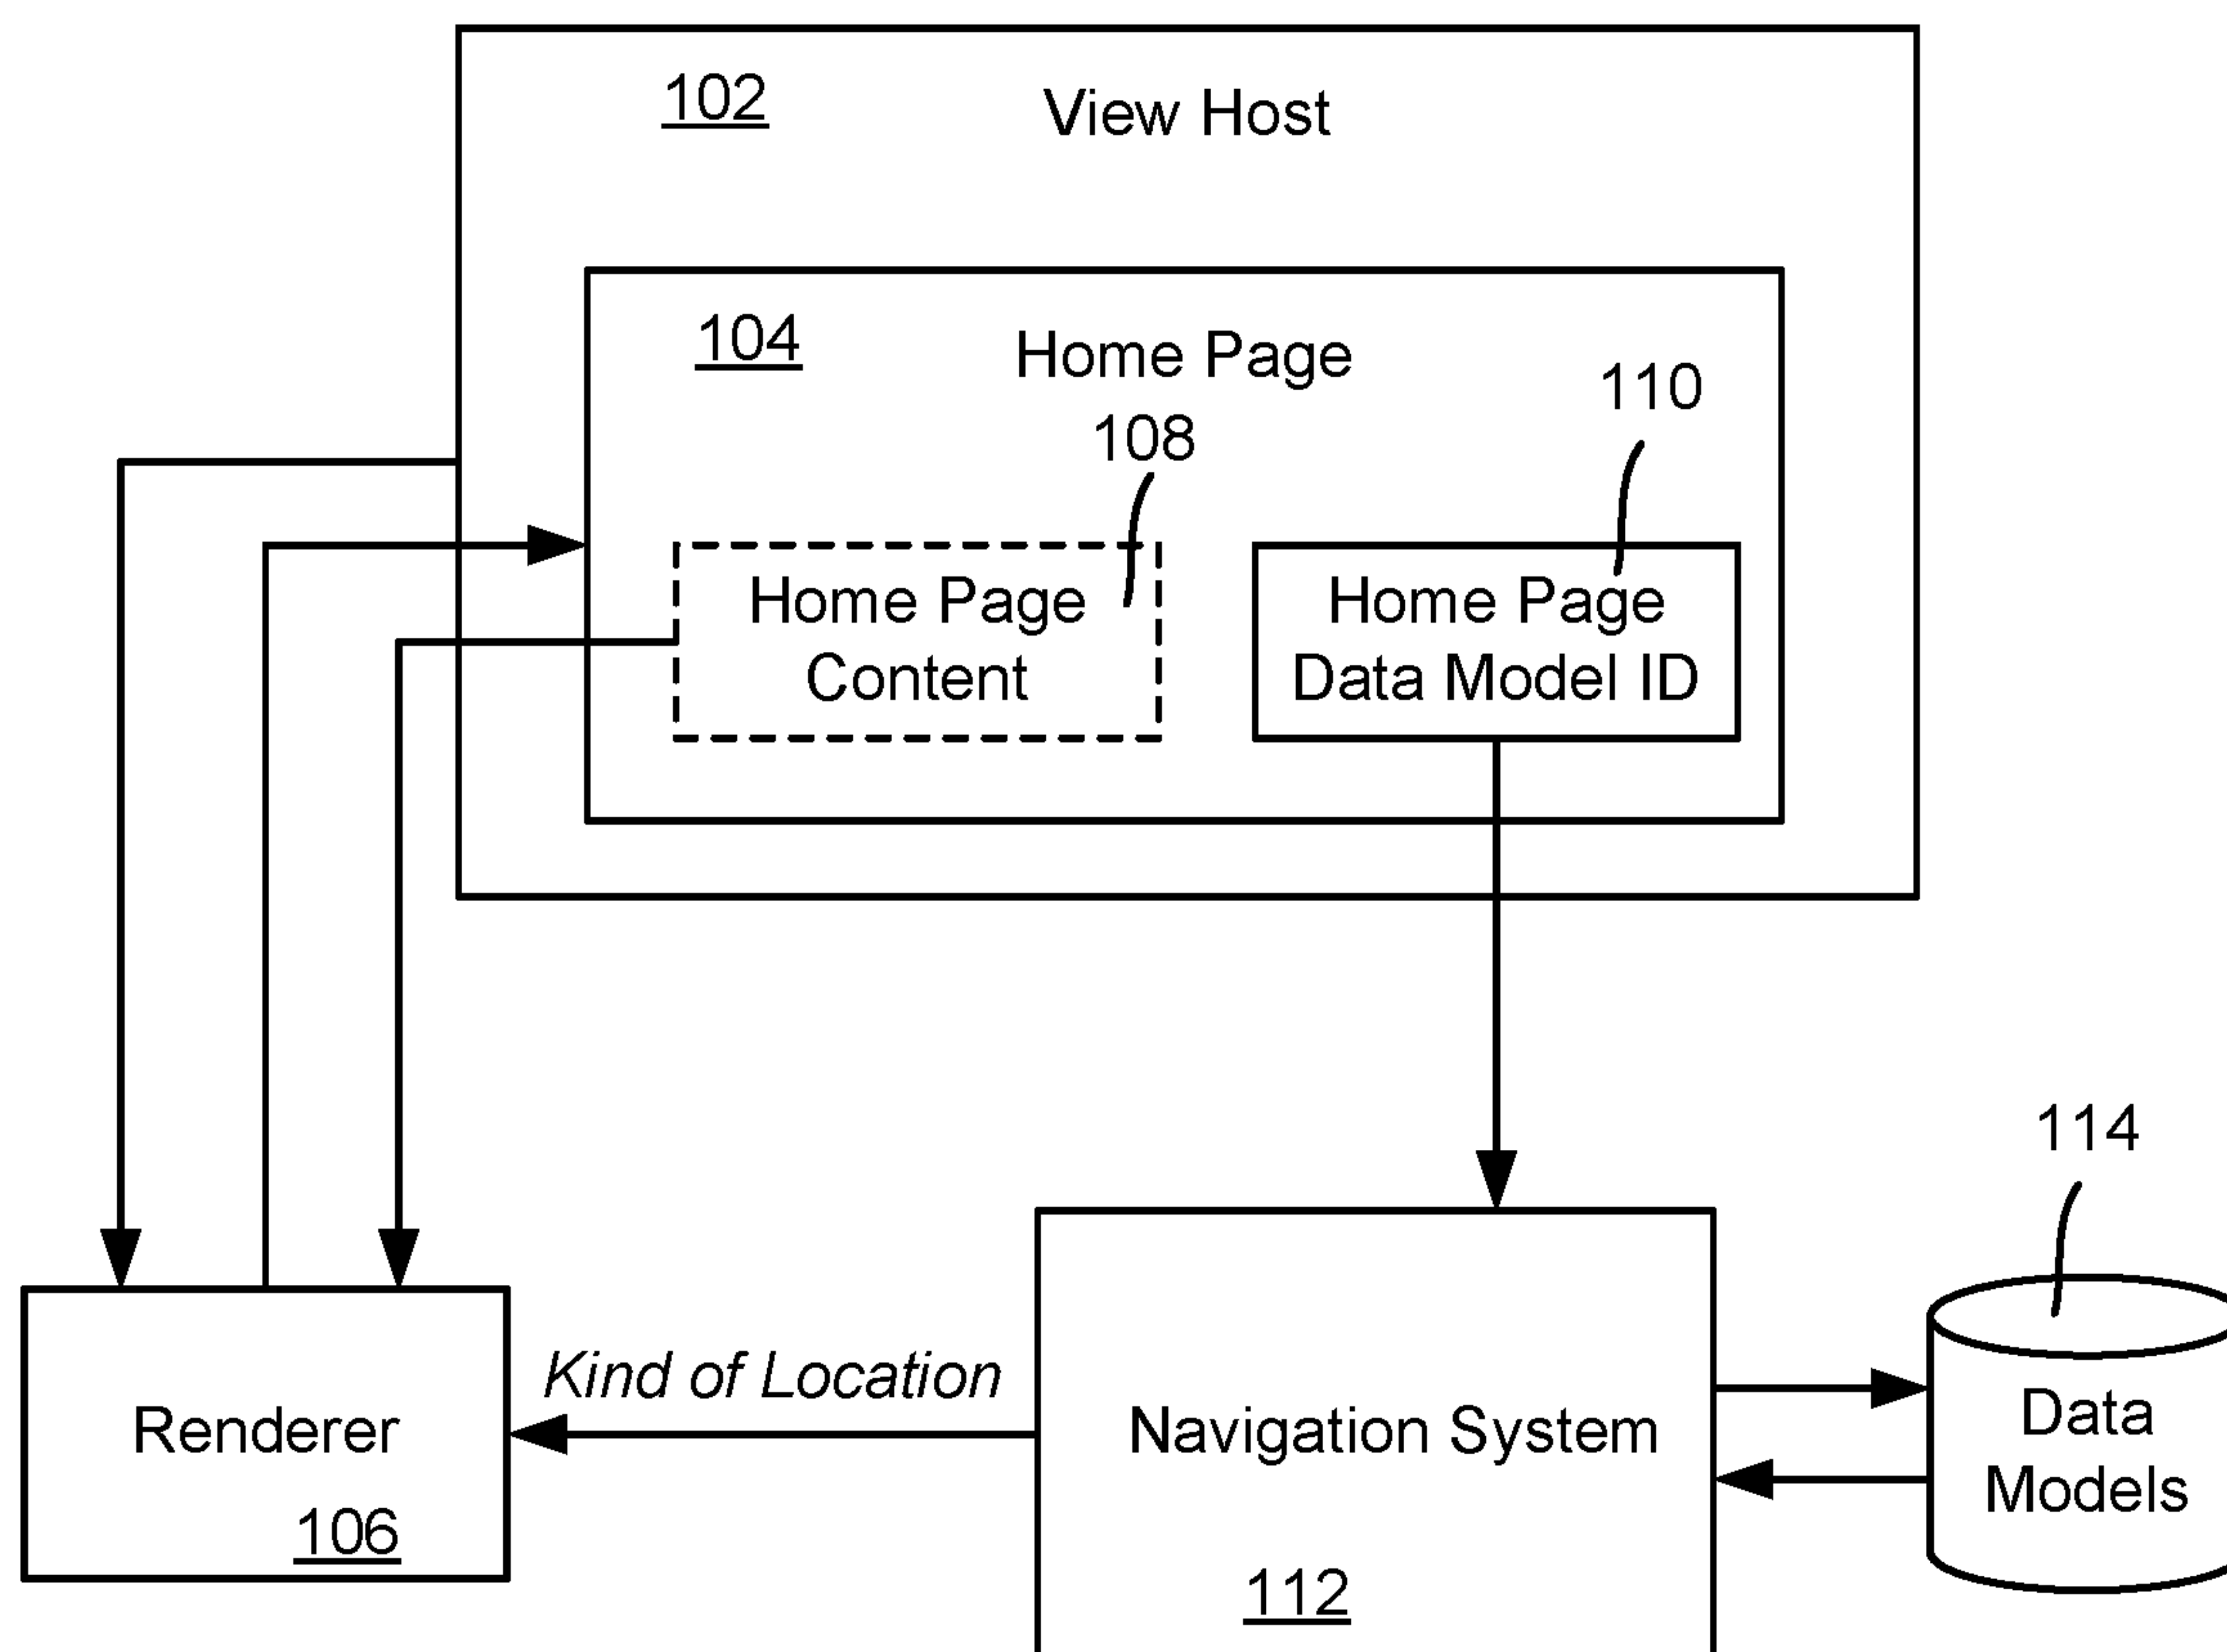 102
View Host
104
Home Page
110
108
Home Page
Content
Home Page
Data Model ID
114
Kind of Location
Renderer
106
Navigation System
112
Data
Models